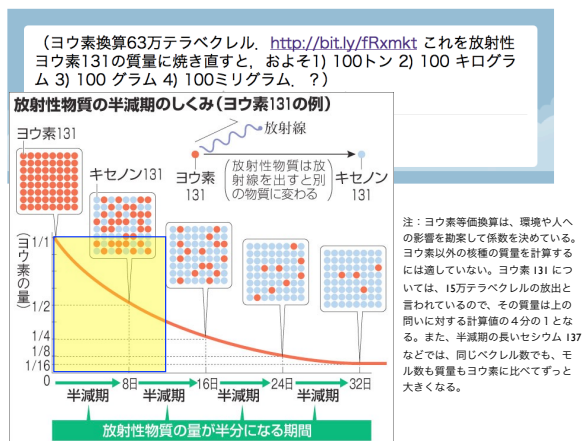 （ヨウ素換算63万テラベクレル．http://bit.ly/fRxmkt これを放射性
ヨウ素131の質量に焼き直すと，およそ1) 100トン 2) 100 キログラ
ム 3) 100 グラム 4) 100ミリグラム．？）
放射性物質の半減期のしくみ（ヨウ素131の例）
ヨウ素131
キセノン131
放射線
ヨウ素
131
（放射性物質は放
射線を出すと別
の物質に変わる）
キセノン
131
（ヨウ素の量）
1/1
1/2
1/4
1/8
1/16
0
8日
16日
24日
32日
半減期
半減期
半減期
半減期
放射性物質の量が半分になる期間
注：ヨウ素等価換算は、環境や人へ
の影響を勘案して係数を決めている。
ヨウ素以外の核種の質量を計算する
には適していない。ヨウ素 131 につ
いては、15万テラベクレルの放出と
言われているので、その質量は上の
問いに対する計算値の４分の１とな
る。また、半減期の長いセシウム 137
などでは、同じベクレル数でも、モ
ル数も質量もヨウ素に比べてずっと
大きくなる。